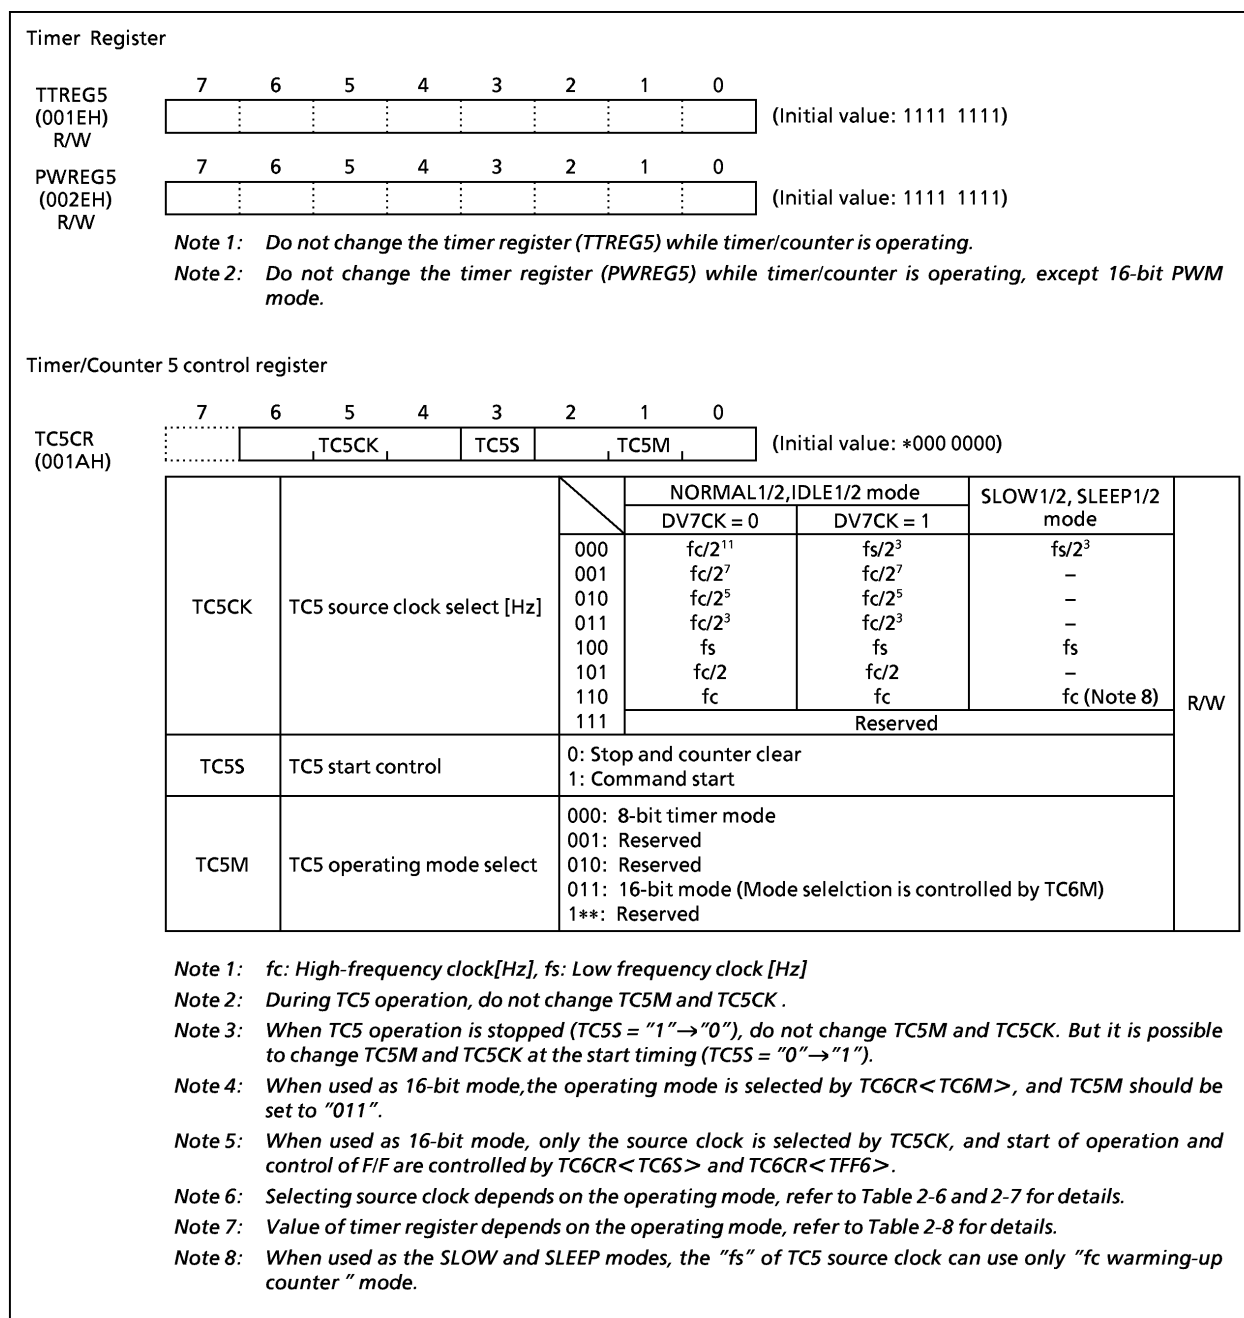 Timer Register
7 6 5 4 3 2 1 0
TTREG5
(001EH)
R/W
(Initial value: 1111 1111)
7 6 5 4 3 2 1 0
PWREG5
(002EH)
R/W
(Initial value: 1111 1111)
Note 1: Do not change the timer register (TTREG5) while timer/counter is operating.
Note 2: Do not change the timer register (PWREG5) while timer/counter is operating, except 16-bit PWM
mode.
Timer/Counter 5 control register
7 6 5 4 3 2 1 0
TC5CR
(001AH)
TC5CK TC5S TC5M (Initial value: *000 0000)
NORMAL1/2,IDLE1/2 mode
SLOW1/2, SLEEP1/2
mode
DV7CK = 0 DV7CK = 1
TC5CK TC5 source clock select [Hz]
000 fc/2¹¹ fs/2³ fs/2³
001 fc/2⁷ fc/2⁷ –
010 fc/2⁵ fc/2⁵ –
011 fc/2³ fc/2³ –
100 fs fs fs
101 fc/2 fc/2 –
110 fc fc fc (Note 8)
111 Reserved
R/W
TC5S TC5 start control
0: Stop and counter clear
1: Command start
TC5M TC5 operating mode select
000: 8-bit timer mode
001: Reserved
010: Reserved
011: 16-bit mode (Mode selelction is controlled by TC6M)
1**: Reserved
Note 1: fc: High-frequency clock[Hz], fs: Low frequency clock [Hz]
Note 2: During TC5 operation, do not change TC5M and TC5CK .
Note 3: When TC5 operation is stopped (TC5S = "1"→"0"), do not change TC5M and TC5CK. But it is possible
to change TC5M and TC5CK at the start timing (TC5S = "0"→"1").
Note 4: When used as 16-bit mode,the operating mode is selected by TC6CR<TC6M>, and TC5M should be
set to "011".
Note 5: When used as 16-bit mode, only the source clock is selected by TC5CK, and start of operation and
control of F/F are controlled by TC6CR<TC6S> and TC6CR<TFF6>.
Note 6: Selecting source clock depends on the operating mode, refer to Table 2-6 and 2-7 for details.
Note 7: Value of timer register depends on the operating mode, refer to Table 2-8 for details.
Note 8: When used as the SLOW and SLEEP modes, the "fs" of TC5 source clock can use only "fc warming-up
counter " mode.